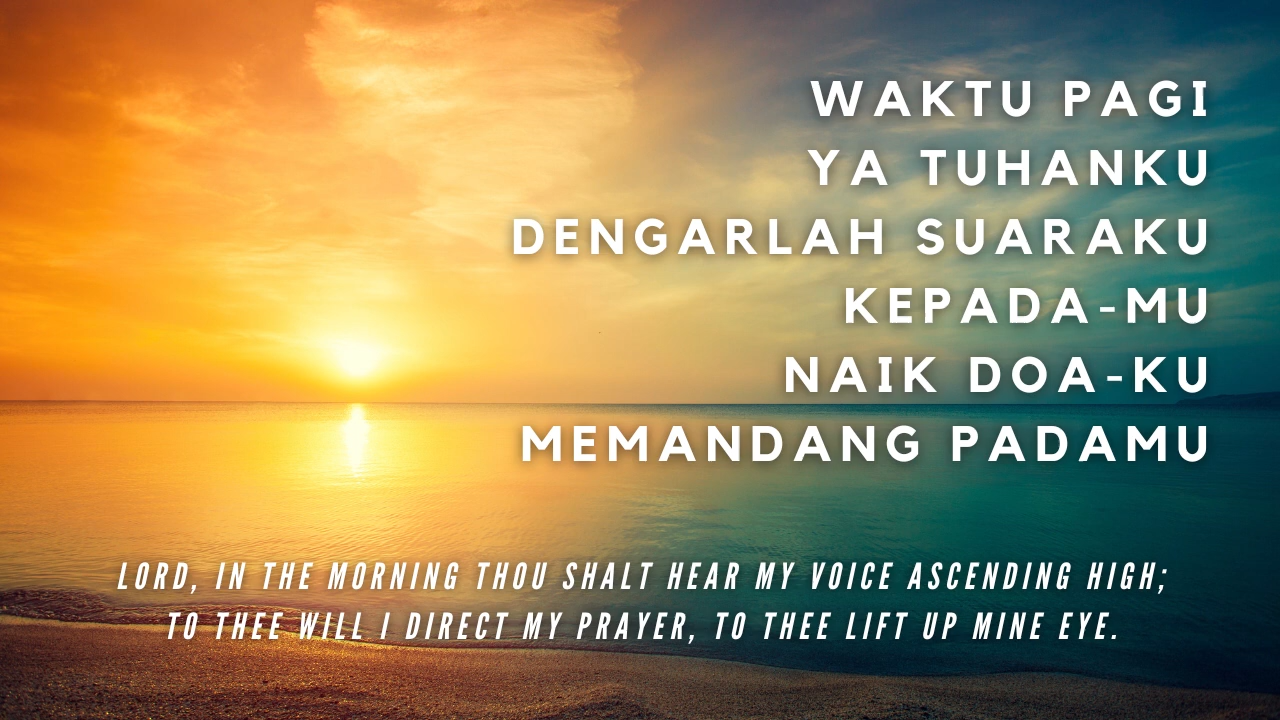 WAKTU PAGI
YA TUHANKU
DENGARLAH SUARAKU
KEPADA-MU
NAIK DOA-KU
MEMANDANG PADAMU
LORD, IN THE MORNING THOU SHALT HEAR MY VOICE ASCENDING HIGH;
TO THEE WILL I DIRECT MY PRAYER, TO THEE LIFT UP MINE EYE.